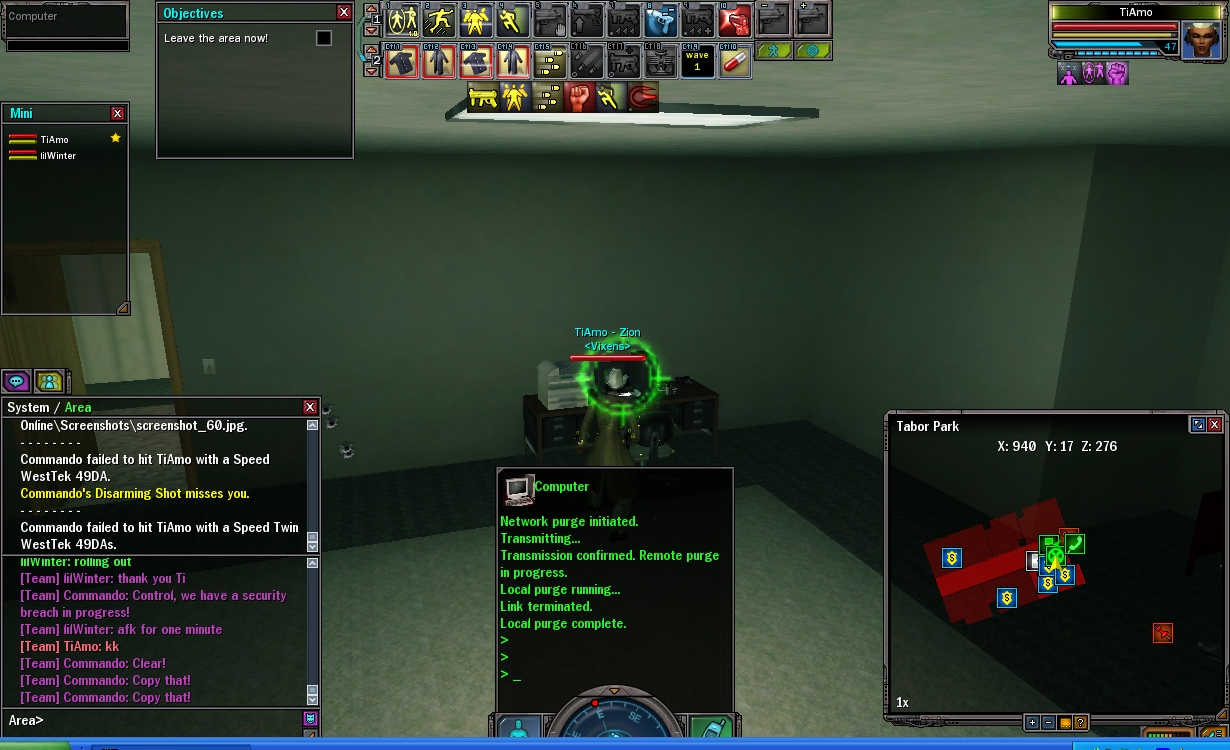 Computer
Objectives
Leave the area now!
1
2
wave
1
TiAmo
47
Mini
TiAmo
lilWinter
TiAmo - Zion
<Vixens>
System / Area
Online\Screenshots\screenshot_60.jpg.
- - - - - - - -
Commando failed to hit TiAmo with a Speed
WestTek 49DA.
Commando's Disarming Shot misses you.
- - - - - - - -
Commando failed to hit TiAmo with a Speed Twin
WestTek 49DAs.
lilWinter: rolling out
[Team] lilWinter: thank you Ti
[Team] Commando: Control, we have a security
breach in progress!
[Team] lilWinter: afk for one minute
[Team] TiAmo: kk
[Team] Commando: Clear!
[Team] Commando: Copy that!
[Team] Commando: Copy that!
Area>
Computer
Network purge initiated.
Transmitting...
Transmission confirmed. Remote purge
in progress.
Local purge running...
Link terminated.
Local purge complete.
>
>
> _
E
SE
Tabor Park
X: 940 Y: 17 Z: 276
1x